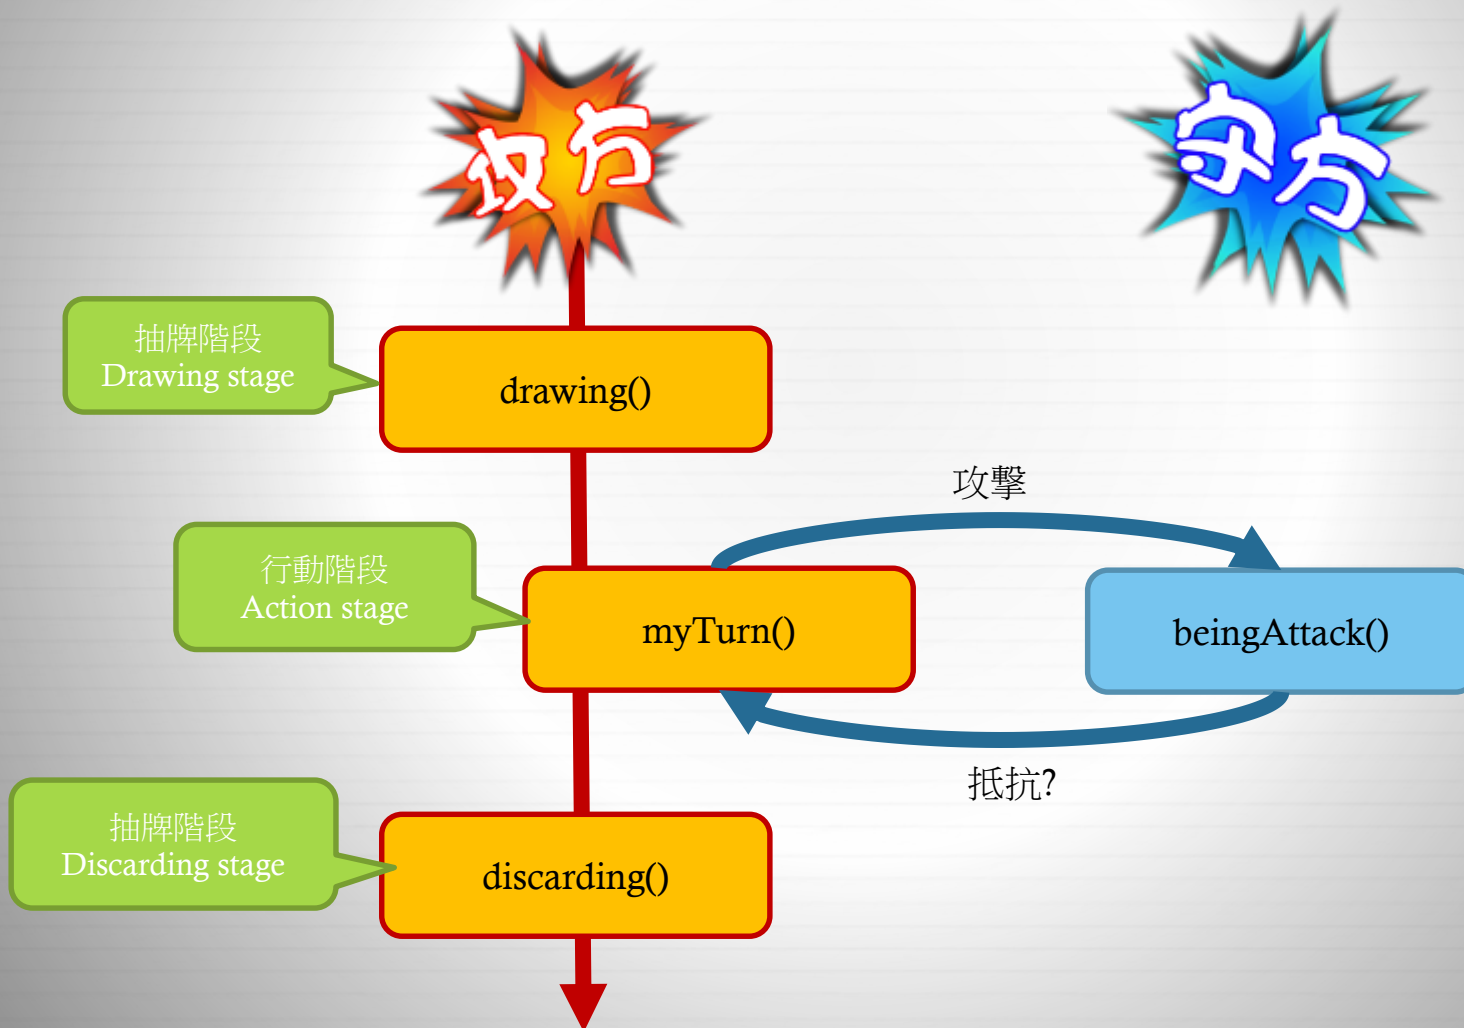 攻方
守方
抽牌階段
Drawing stage
drawing()
攻擊
行動階段
Action stage
myTurn()
beingAttack()
抵抗?
抽牌階段
Discarding stage
discarding()